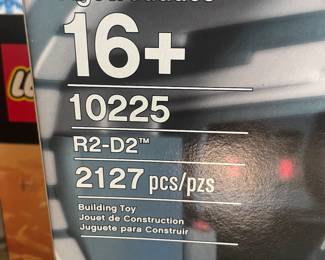 16+
10225
R2-D2™
2127 pcs/pzs
Building Toy
Jouet de Construction
Juguete para Construir